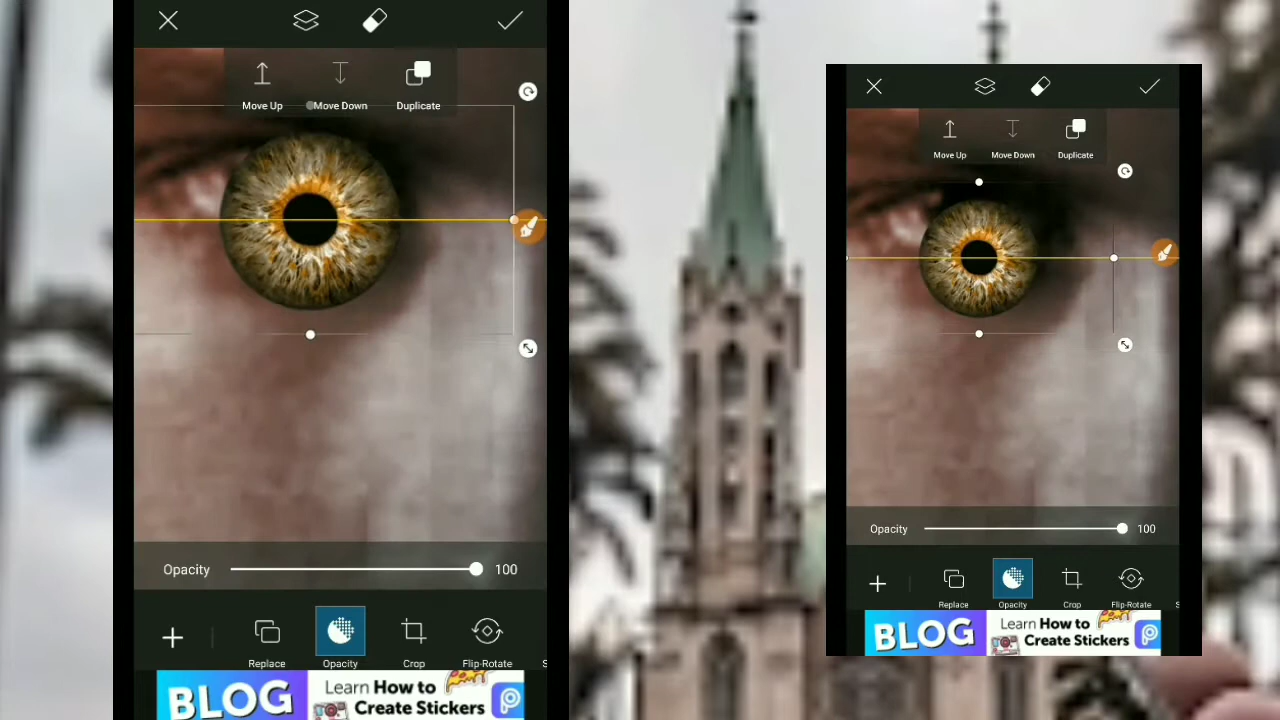 Move Up
Move Down
Duplicate
Opacity
100
Replace
Opacity
Crop
Flip-Rotate
S
BLOG
Learn How to
Create Stickers
Move Up
Move Down
Duplicate
Opacity
100
Replace
Opacity
Crop
Flip-Rotate
S
BLOG
Learn How to
Create Stickers